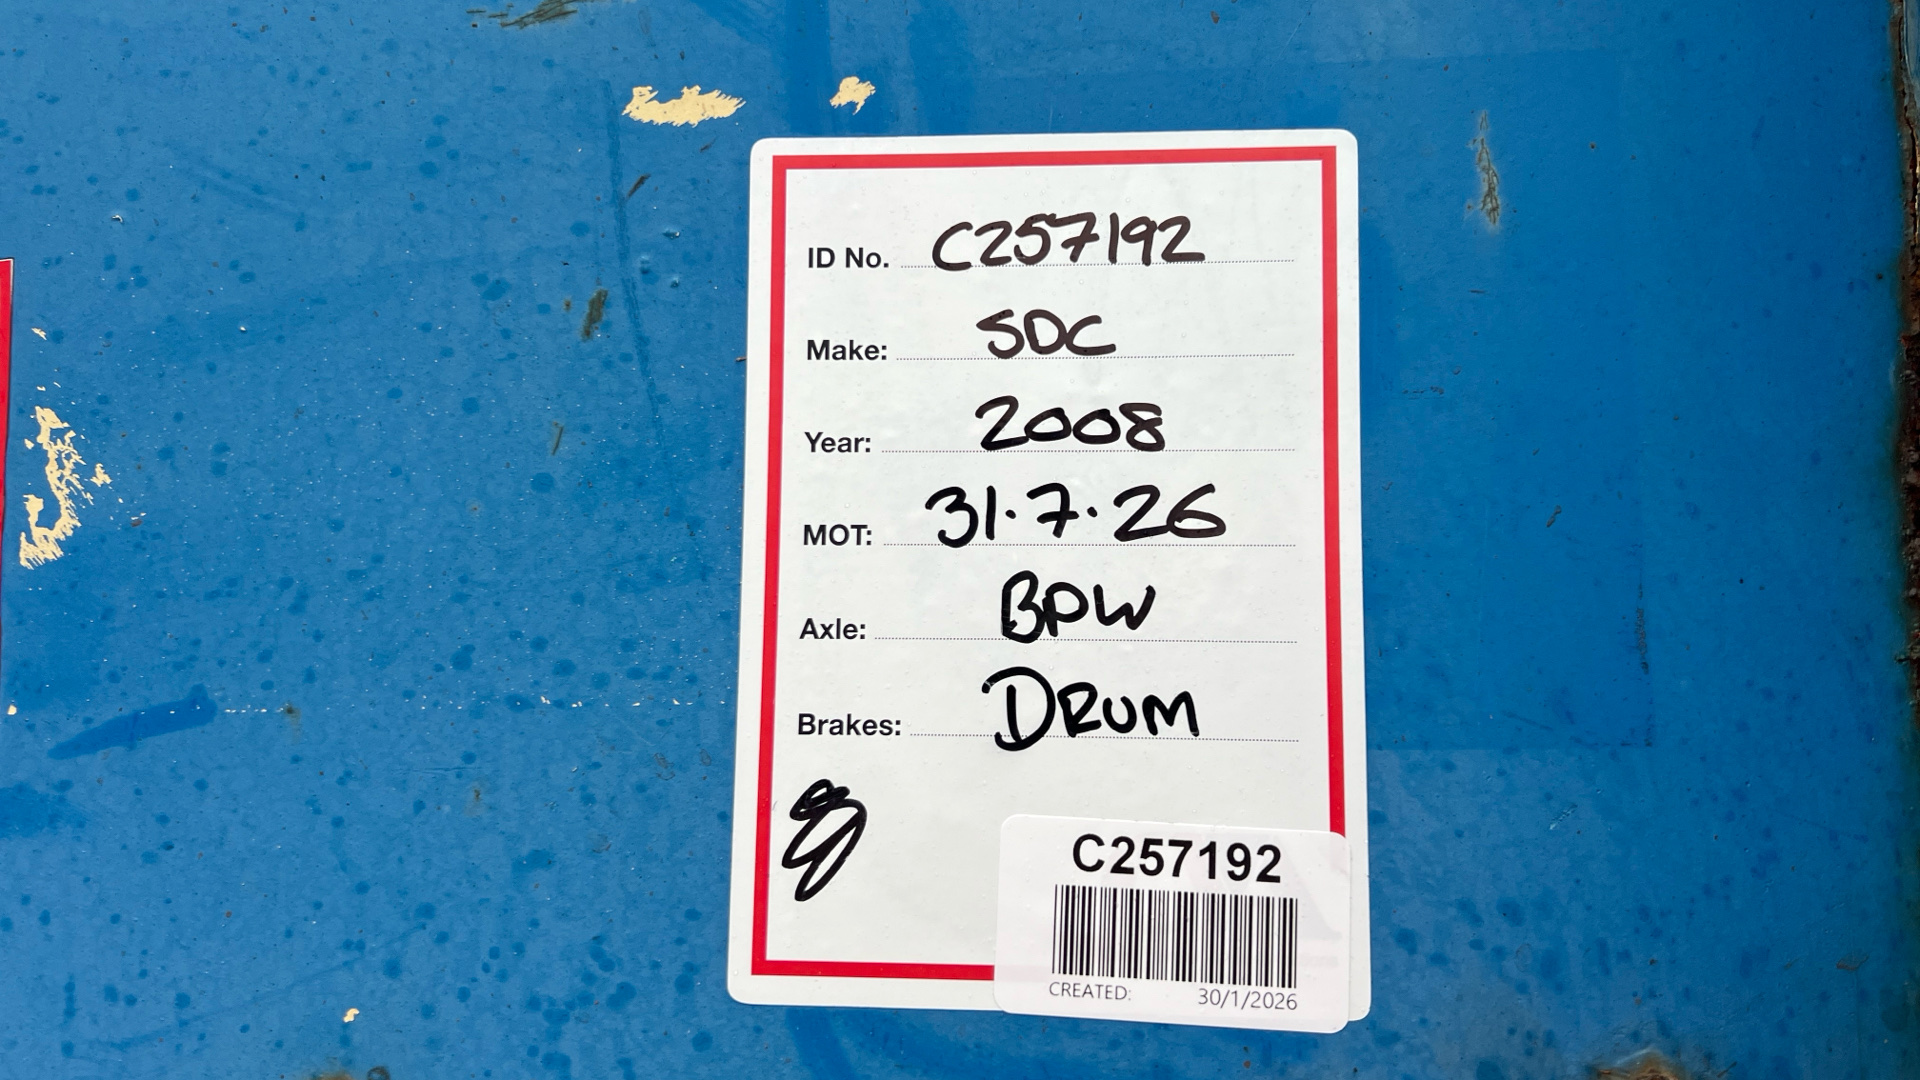 ID No. C257192
Make: SDC
Year: 2008
MOT: 31.7.26
Axle: BPW
Brakes: DRUM
C257192
CREATED: 30/1/2026